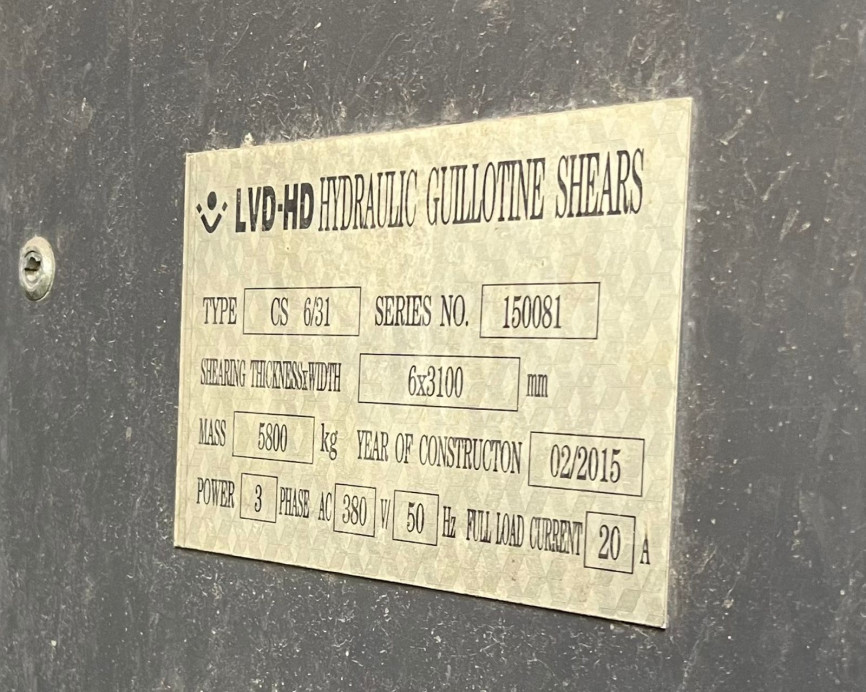 LVD-HD HYDRAULIC GUILLOTINE SHEARS
TYPE CS 6/31 SERIES NO. 150081
SHEARING THICKNESSxWIDTH 6x3100 mm
MASS 5800 kg YEAR OF CONSTRUCTON 02/2015
POWER 3 PHASE AC 380 V/ 50 Hz FULL LOAD CURRENT 20 A